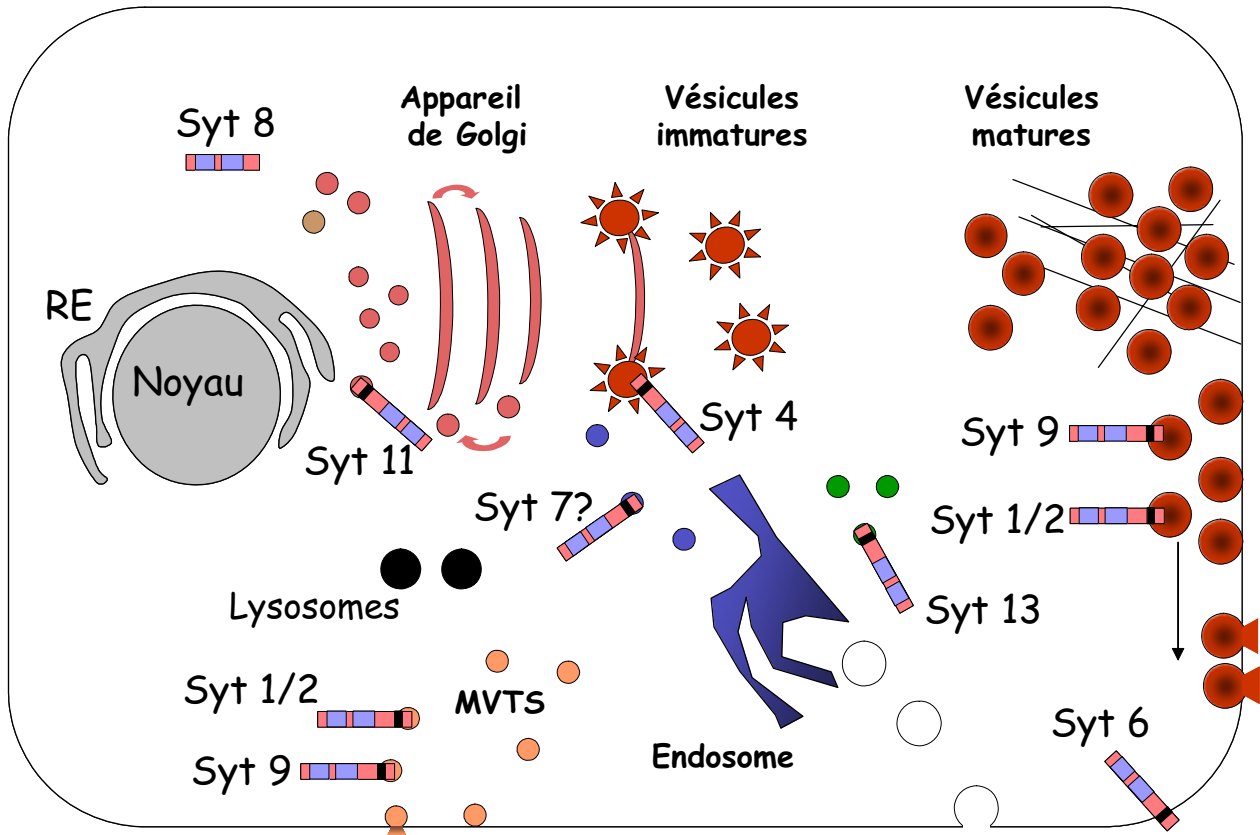 Syt 8
Appareil
de Golgi
Vésicules
immatures
Vésicules
matures
RE
Noyau
Syt 11
Syt 4
Syt 9
Syt 7?
Syt 1/2
Lysosomes
Syt 13
Syt 1/2
MVTS
Syt 9
Endosome
Syt 6